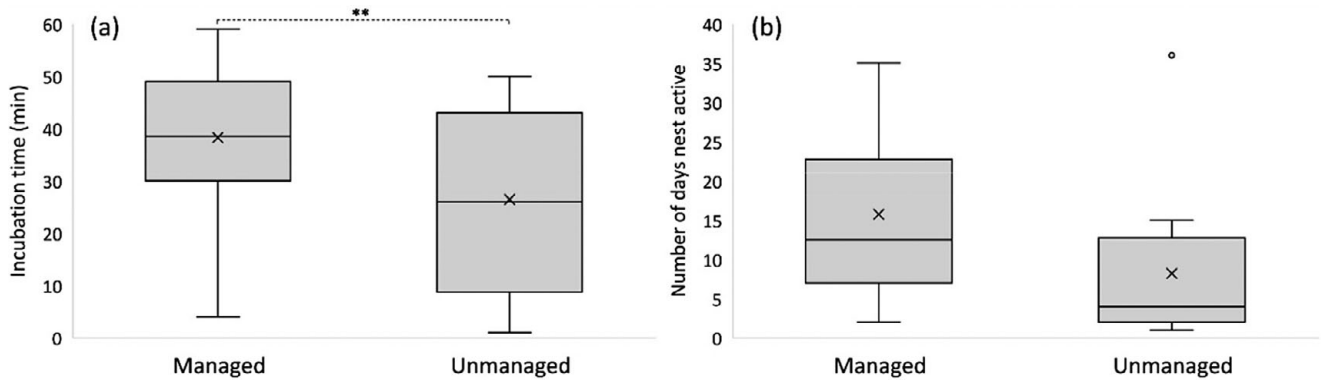 (a)
**
Incubation time (min)
60
50
40
30
20
10
0
Managed
Unmanaged
(b)
Number of days nest active
40
35
30
25
20
15
10
5
0
Managed
Unmanaged